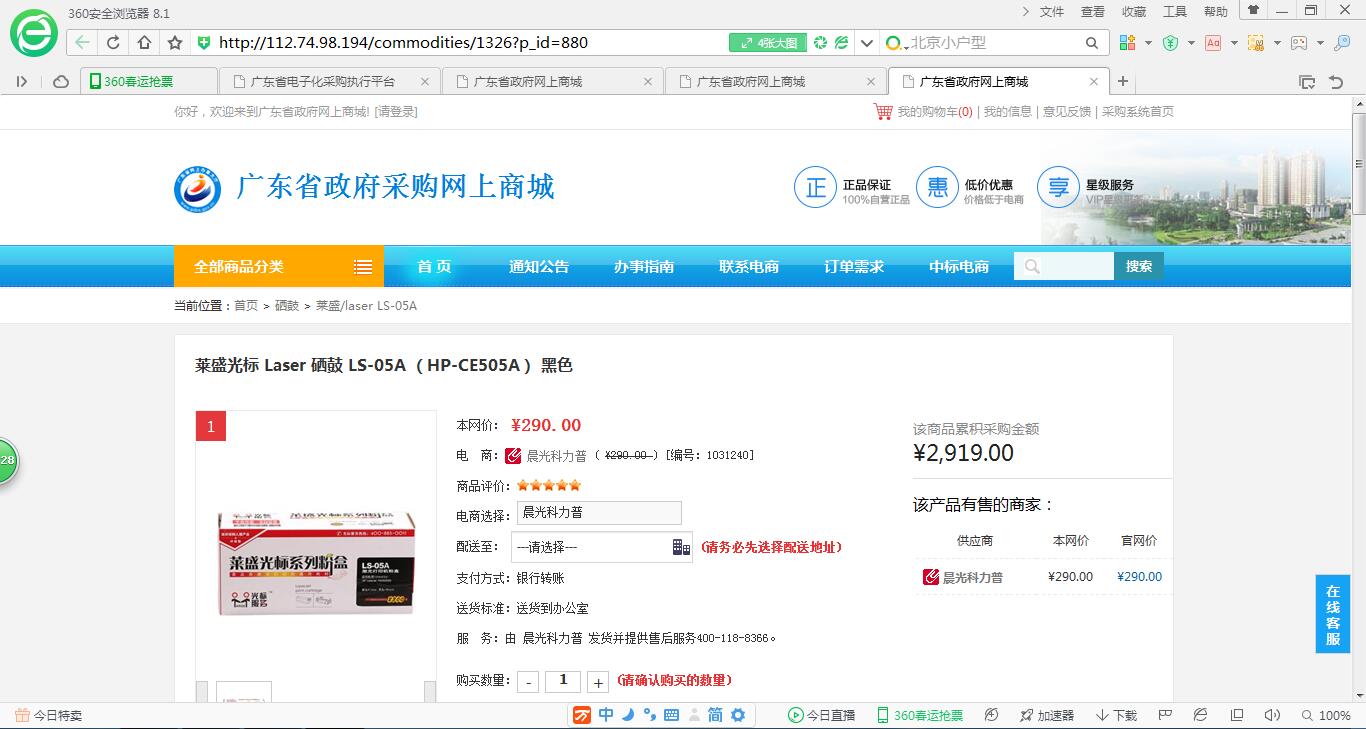 360安全浏览器 8.1
文件 查看 收藏 工具 帮助
http://112.74.98.194/commodities/1326?p_id=880
4张大图
北京小户型
360春运抢票
广东省电子化采购执行平台
广东省政府网上商城
广东省政府网上商城
广东省政府网上商城
你好，欢迎来到广东省政府网上商城! [请登录]
我的购物车(0) | 我的信息 | 意见反馈 | 采购系统首页
广东省政府采购网上商城
正 正品保证 100%自营正品
惠 低价优惠 价格低于电商
享 星级服务 VIP星级服务
全部商品分类 首 页 通知公告 办事指南 联系电商 订单需求 中标电商 搜索
当前位置：首页 > 硒鼓 > 莱盛/laser LS-05A
莱盛光标 Laser 硒鼓 LS-05A （HP-CE505A） 黑色
1
莱盛光标系列粉盒
LS-05A
光标服务
本网价： ¥290.00
电 商： 晨光科力普 （ ¥290.00 ）[编号：1031240]
商品评价：
电商选择： 晨光科力普
配送至： ---请选择--- (请务必先选择配送地址)
支付方式：银行转账
送货标准：送货到办公室
服 务：由 晨光科力普 发货并提供售后服务400-118-8366。
购买数量： - 1 + (请确认购买的数量)
该商品累积采购金额
¥2,919.00
该产品有售的商家：
供应商 本网价 官网价
晨光科力普 ¥290.00 ¥290.00
在线客服
28
今日特卖
中 简
今日直播 360春运抢票 加速器 下载 100%